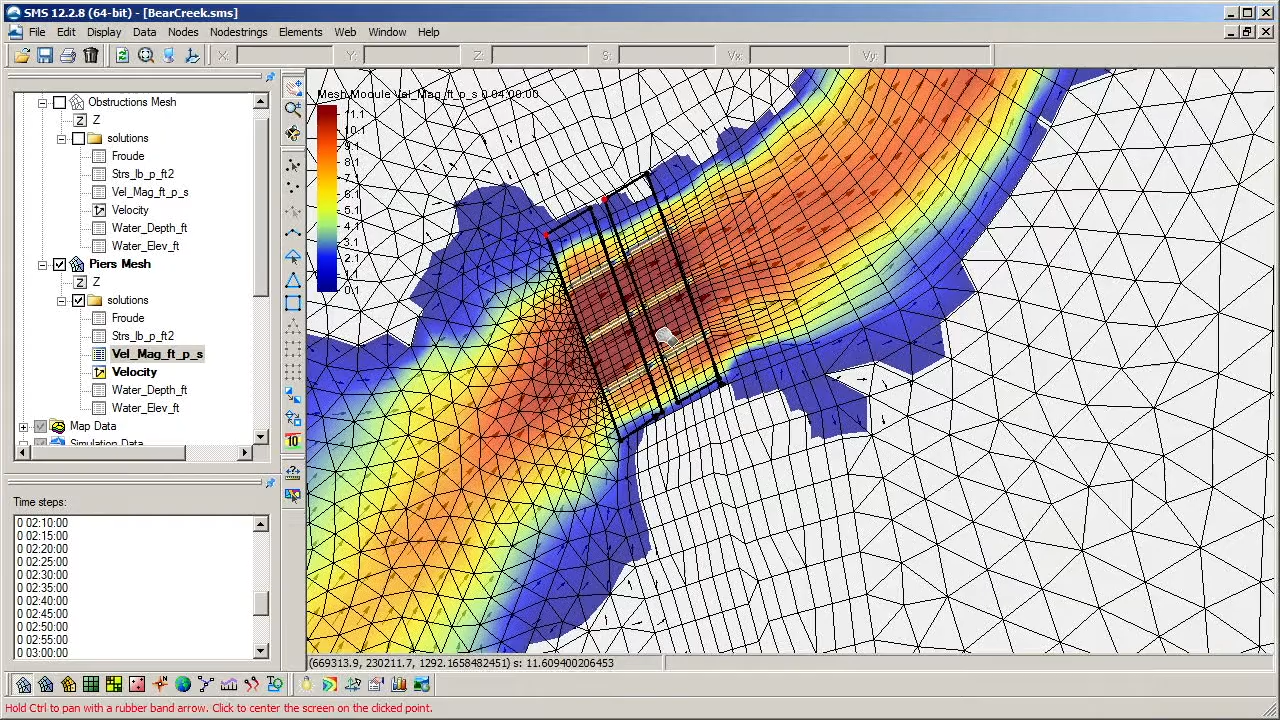 SMS 12.2.8 (64-bit) - [BearCreek.sms]
File Edit Display Data Nodes Nodestrings Elements Web Window Help
X: Y: Z: S: Vx: Vy:
Obstructions Mesh
Z
solutions
Froude
Strs_lb_p_ft2
Vel_Mag_ft_p_s
Velocity
Water_Depth_ft
Water_Elev_ft
Piers Mesh
Z
solutions
Froude
Strs_lb_p_ft2
Vel_Mag_ft_p_s
Velocity
Water_Depth_ft
Water_Elev_ft
Map Data
Simulation Data
Time steps:
0 02:10:00
0 02:15:00
0 02:20:00
0 02:25:00
0 02:30:00
0 02:35:00
0 02:40:00
0 02:45:00
0 02:50:00
0 02:55:00
0 03:00:00
10
Mesh Module Vel_Mag_ft_p_s 0 04:00:00
11.1
10.1
9.1
8.1
7.1
6.1
5.1
4.1
3.1
2.1
0.1
(669313.9, 230211.7, 1292.1658482451) s: 11.609400206453
Hold Ctrl to pan with a rubber band arrow. Click to center the screen on the clicked point.